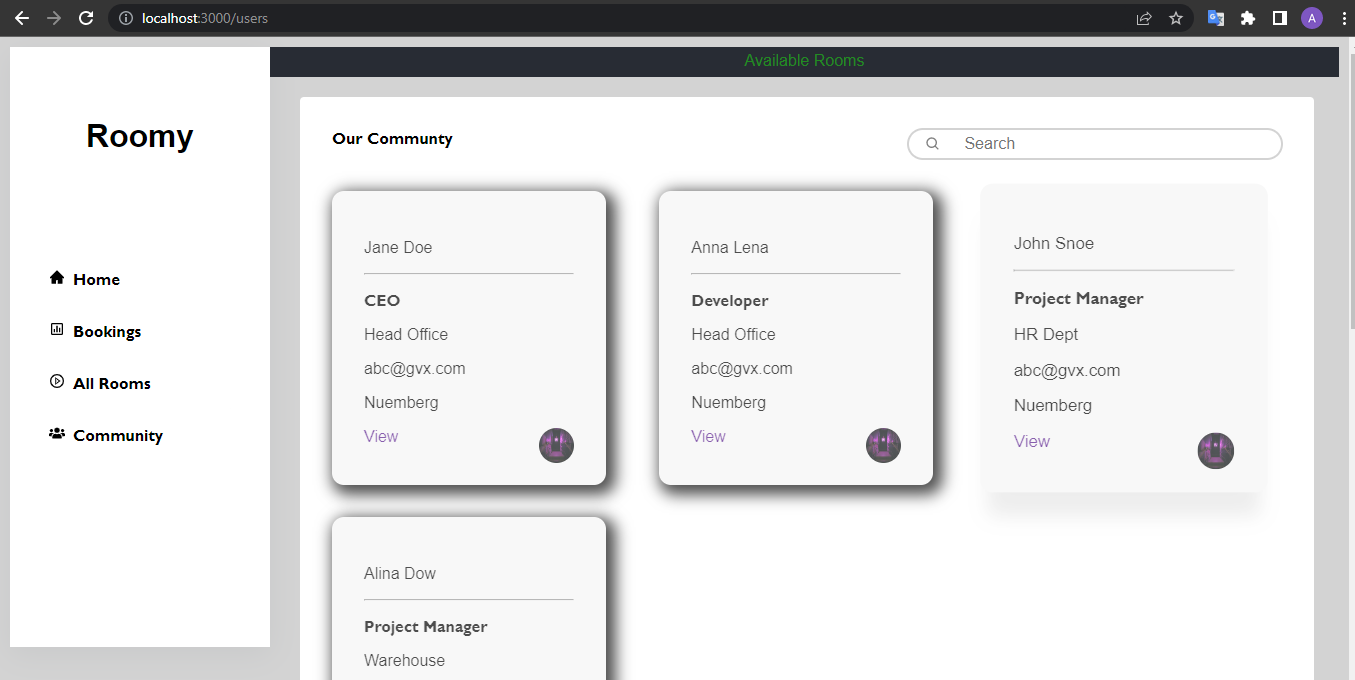 localhost:3000/users
A
Available Rooms
Roomy
Home
Bookings
All Rooms
Community
Our Communty
Search
Jane Doe
CEO
Head Office
abc@gvx.com
Nuemberg
View
Anna Lena
Developer
Head Office
abc@gvx.com
Nuemberg
View
John Snoe
Project Manager
HR Dept
abc@gvx.com
Nuemberg
View
Alina Dow
Project Manager
Warehouse